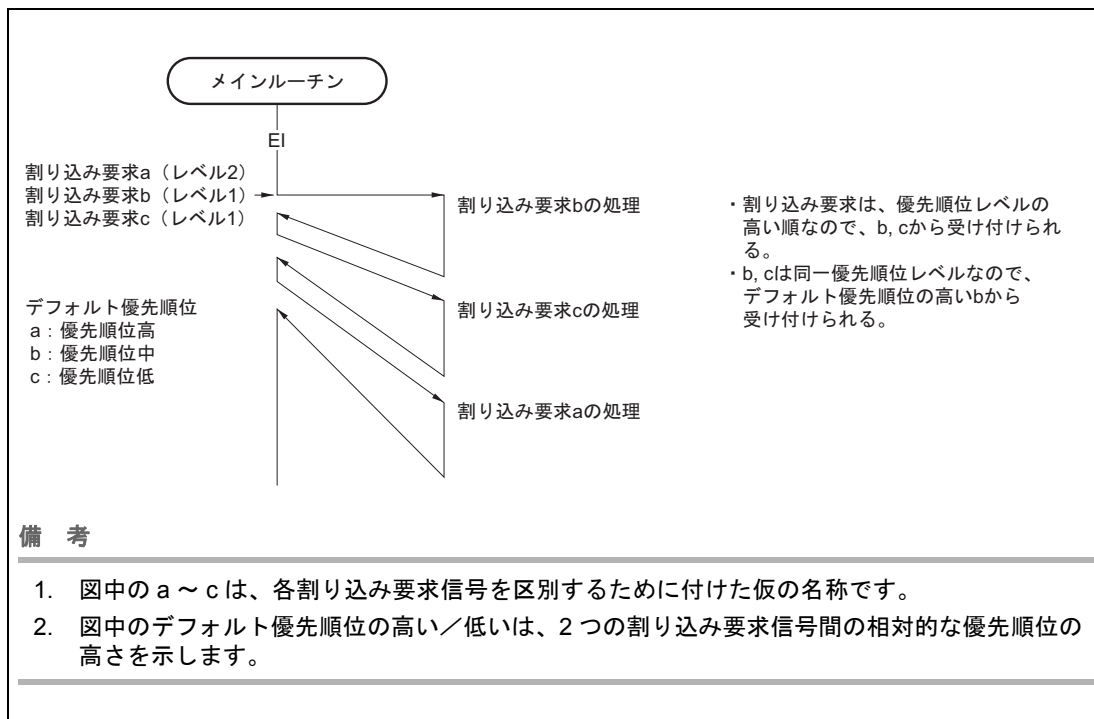 メインルーチン
EI
割り込み要求a（レベル2）
割り込み要求b（レベル1）
割り込み要求c（レベル1）
デフォルト優先順位
a：優先順位高
b：優先順位中
c：優先順位低
割り込み要求bの処理
割り込み要求cの処理
割り込み要求aの処理
・割り込み要求は、優先順位レベルの
高い順なので、b, cから受け付けられ
る。
・b, cは同一優先順位レベルなので、
デフォルト優先順位の高いbから
受け付けられる。
備 考
1. 図中の a ～ c は、各割り込み要求信号を区別するために付けた仮の名称です。
2. 図中のデフォルト優先順位の高い／低いは、2 つの割り込み要求信号間の相対的な優先順位の
高さを示します。